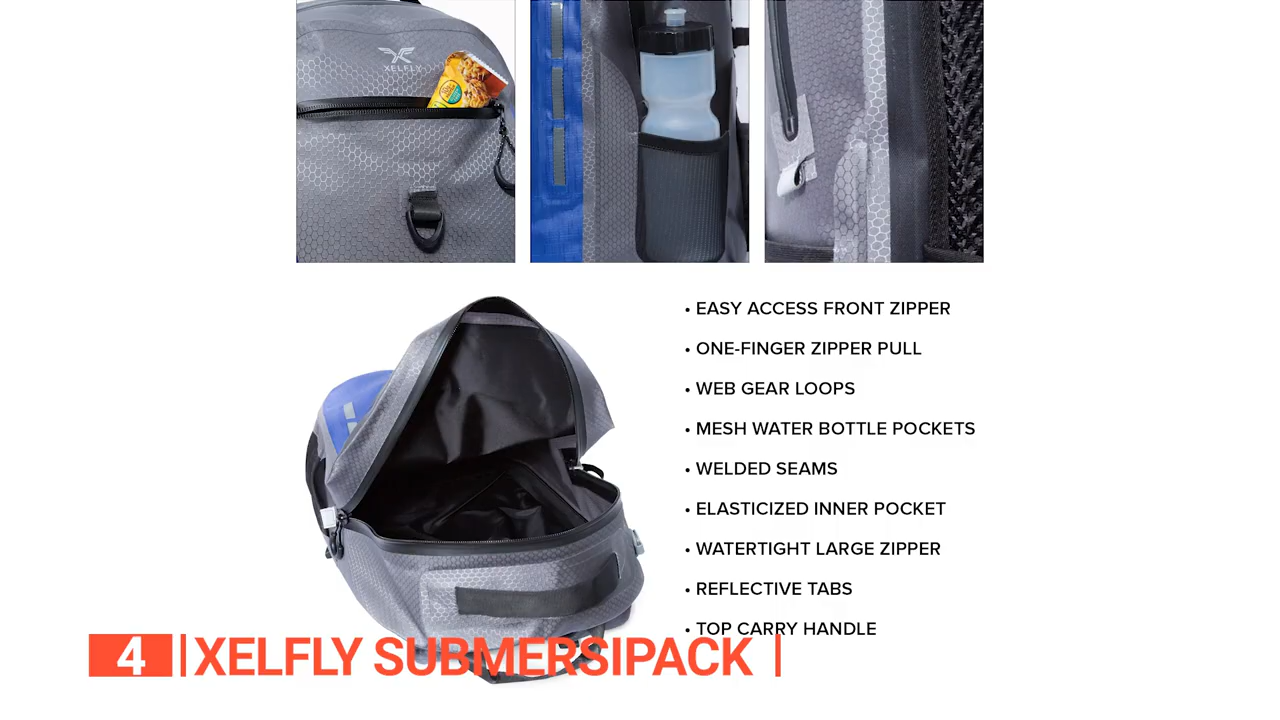 XELFLY
• EASY ACCESS FRONT ZIPPER
• ONE-FINGER ZIPPER PULL
• WEB GEAR LOOPS
• MESH WATER BOTTLE POCKETS
• WELDED SEAMS
• ELASTICIZED INNER POCKET
• WATERTIGHT LARGE ZIPPER
• REFLECTIVE TABS
• TOP CARRY HANDLE
4 | XELFLY SUBMERSIPACK |